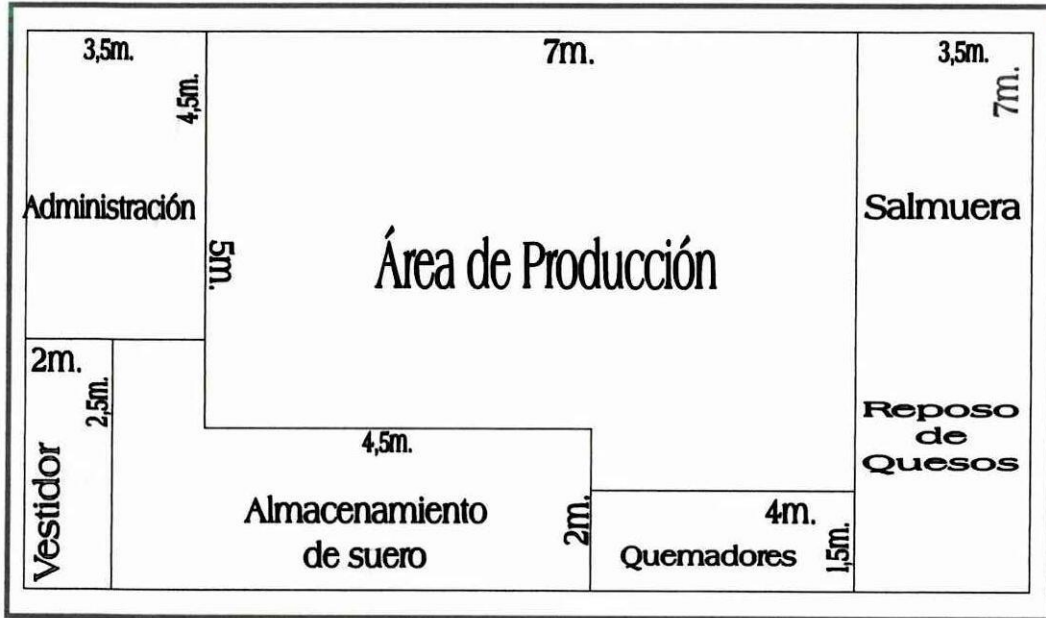 3,5m.
4,5m.
Administración
7m.
5m.
Área de Producción
3,5m.
7m.
Salmuera
Reposo
de
Quesos
2m.
2,5m.
Vestidor
4,5m.
Almacenamiento
de suero
2m.
4m.
1,5m.
Quemadores